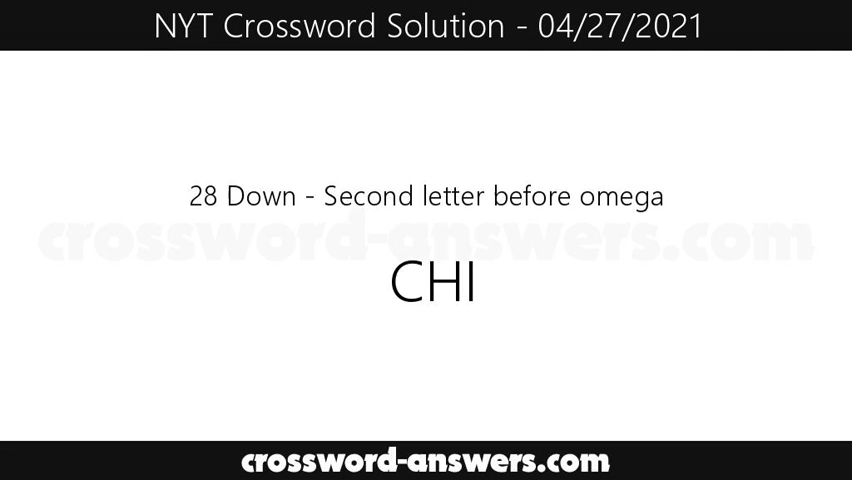 NYT Crossword Solution - 04/27/2021
28 Down - Second letter before omega
crossword-answers.com
CHI
crossword-answers.com